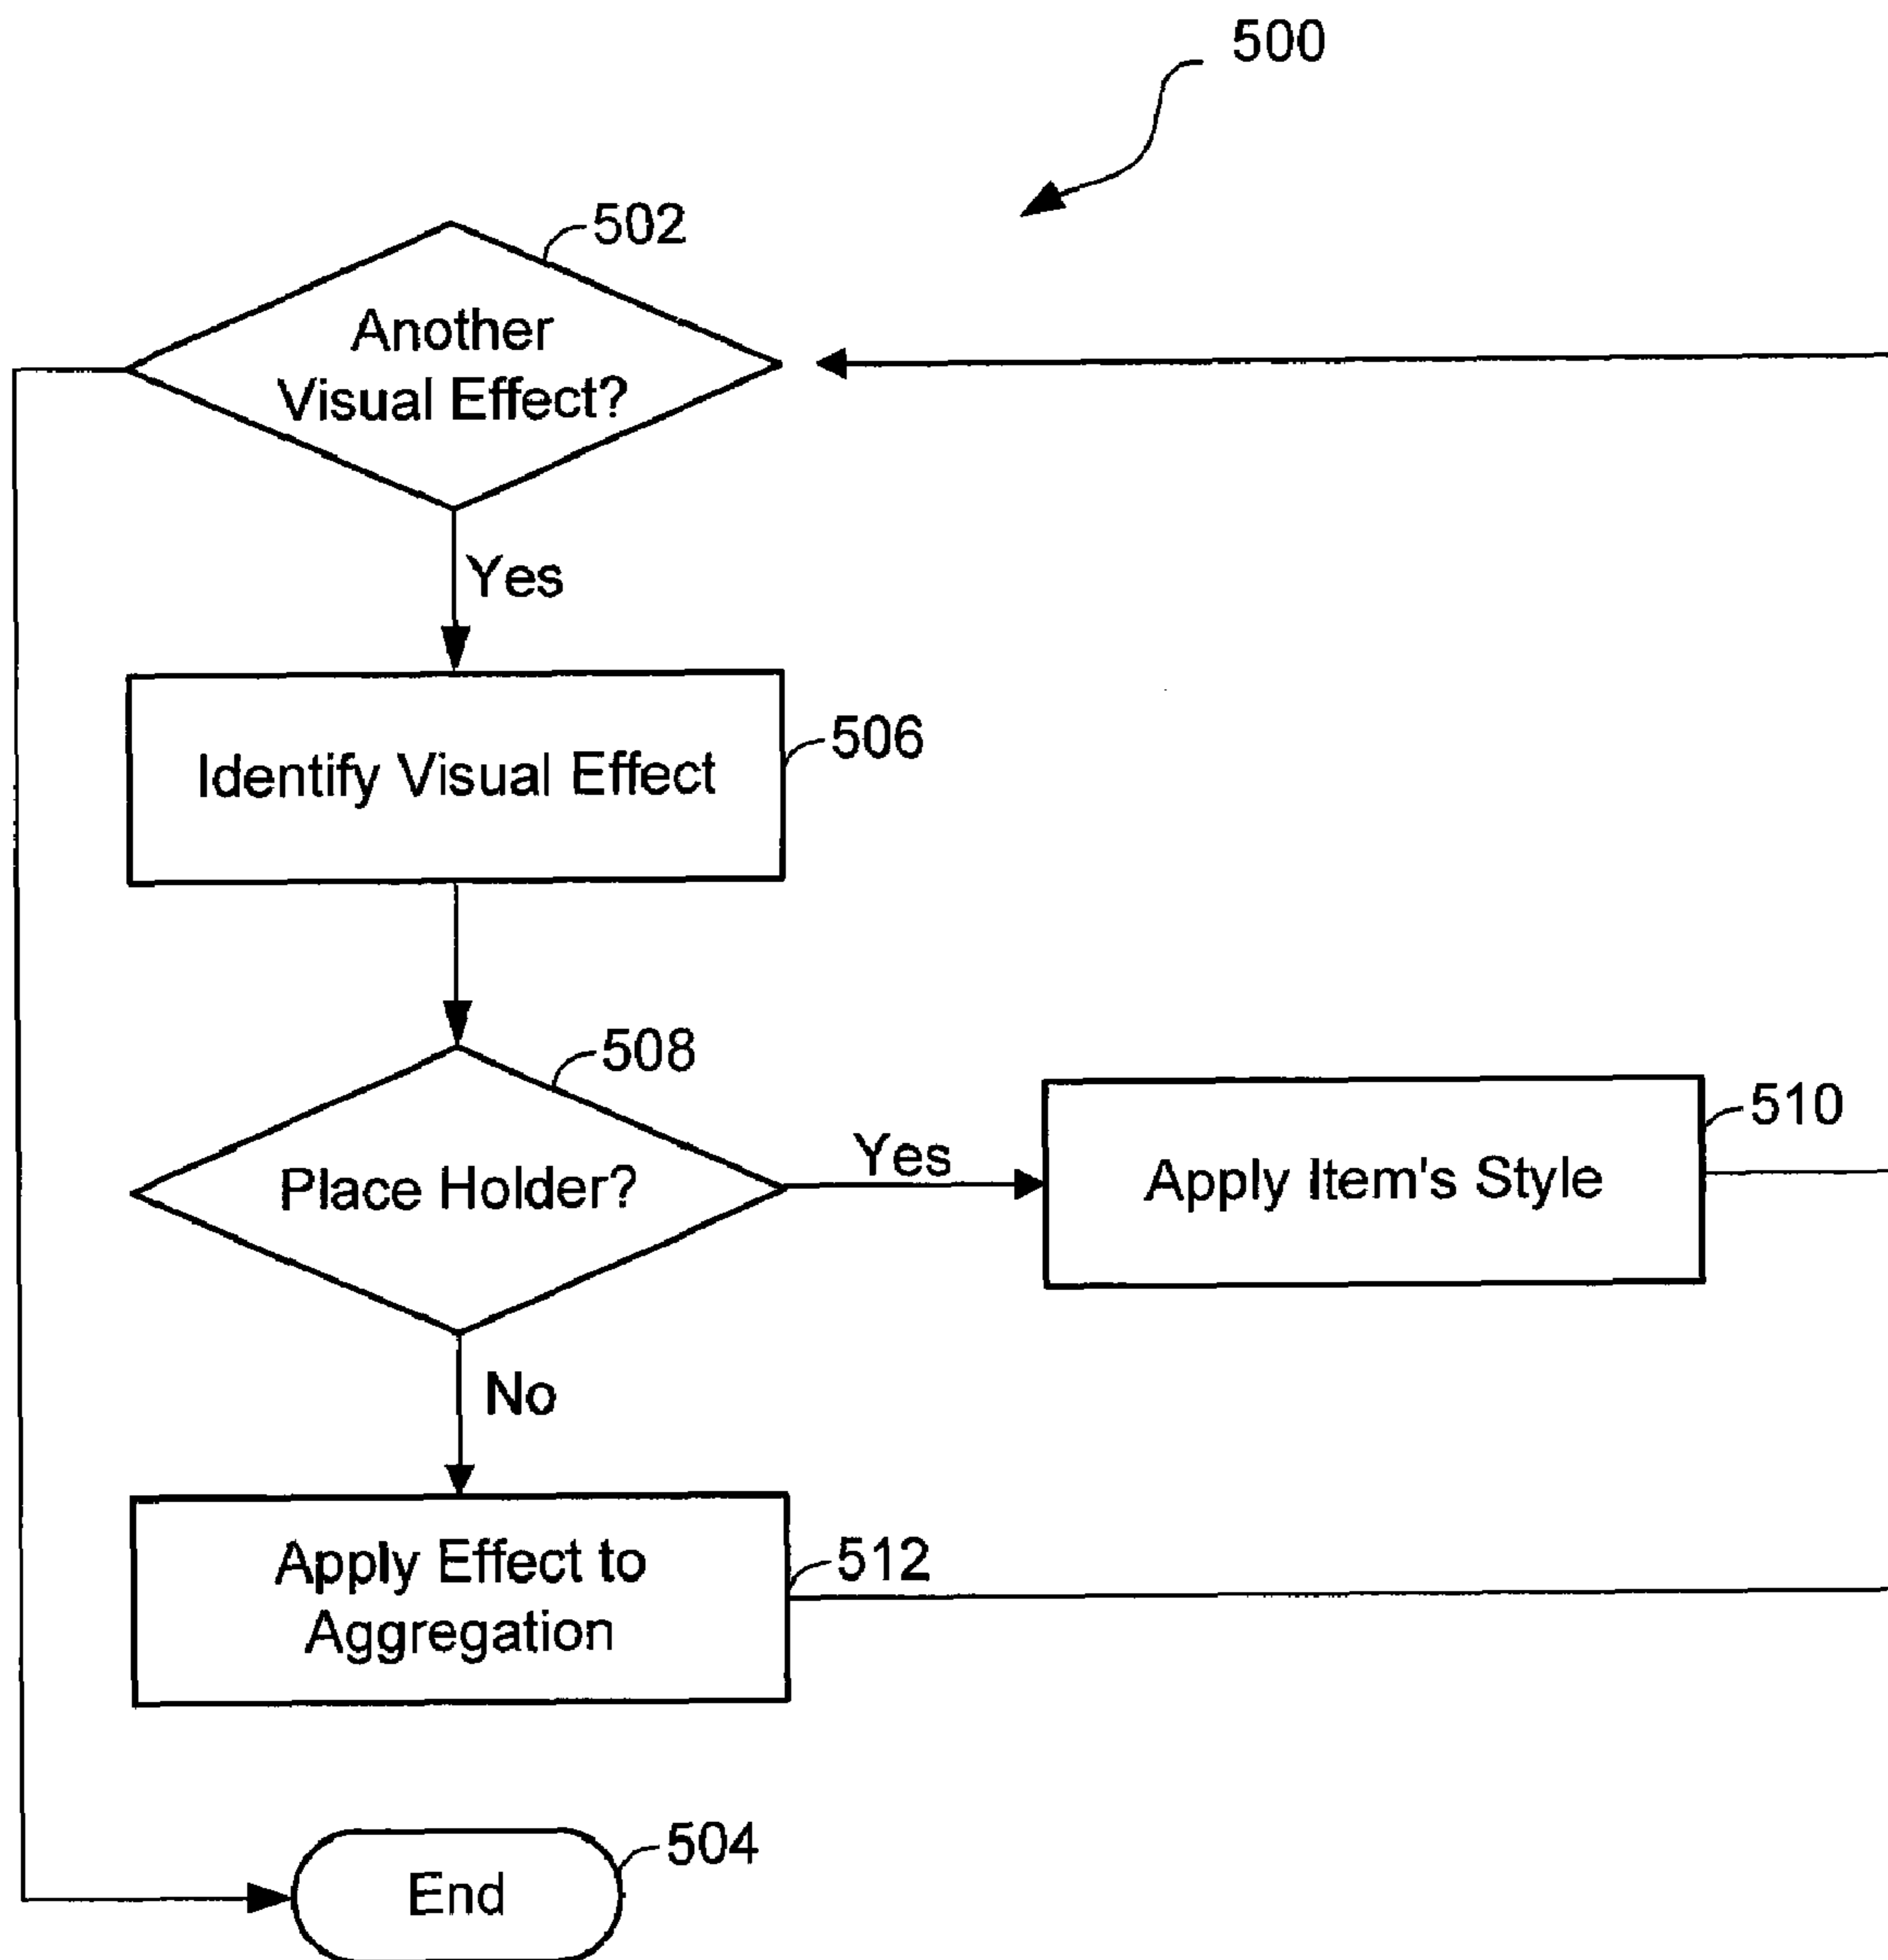 500
502
Another
Visual Effect?
Yes
Identify Visual Effect
506
508
Place Holder?
Yes
Apply Item's Style
510
No
Apply Effect to
Aggregation
512
504
End